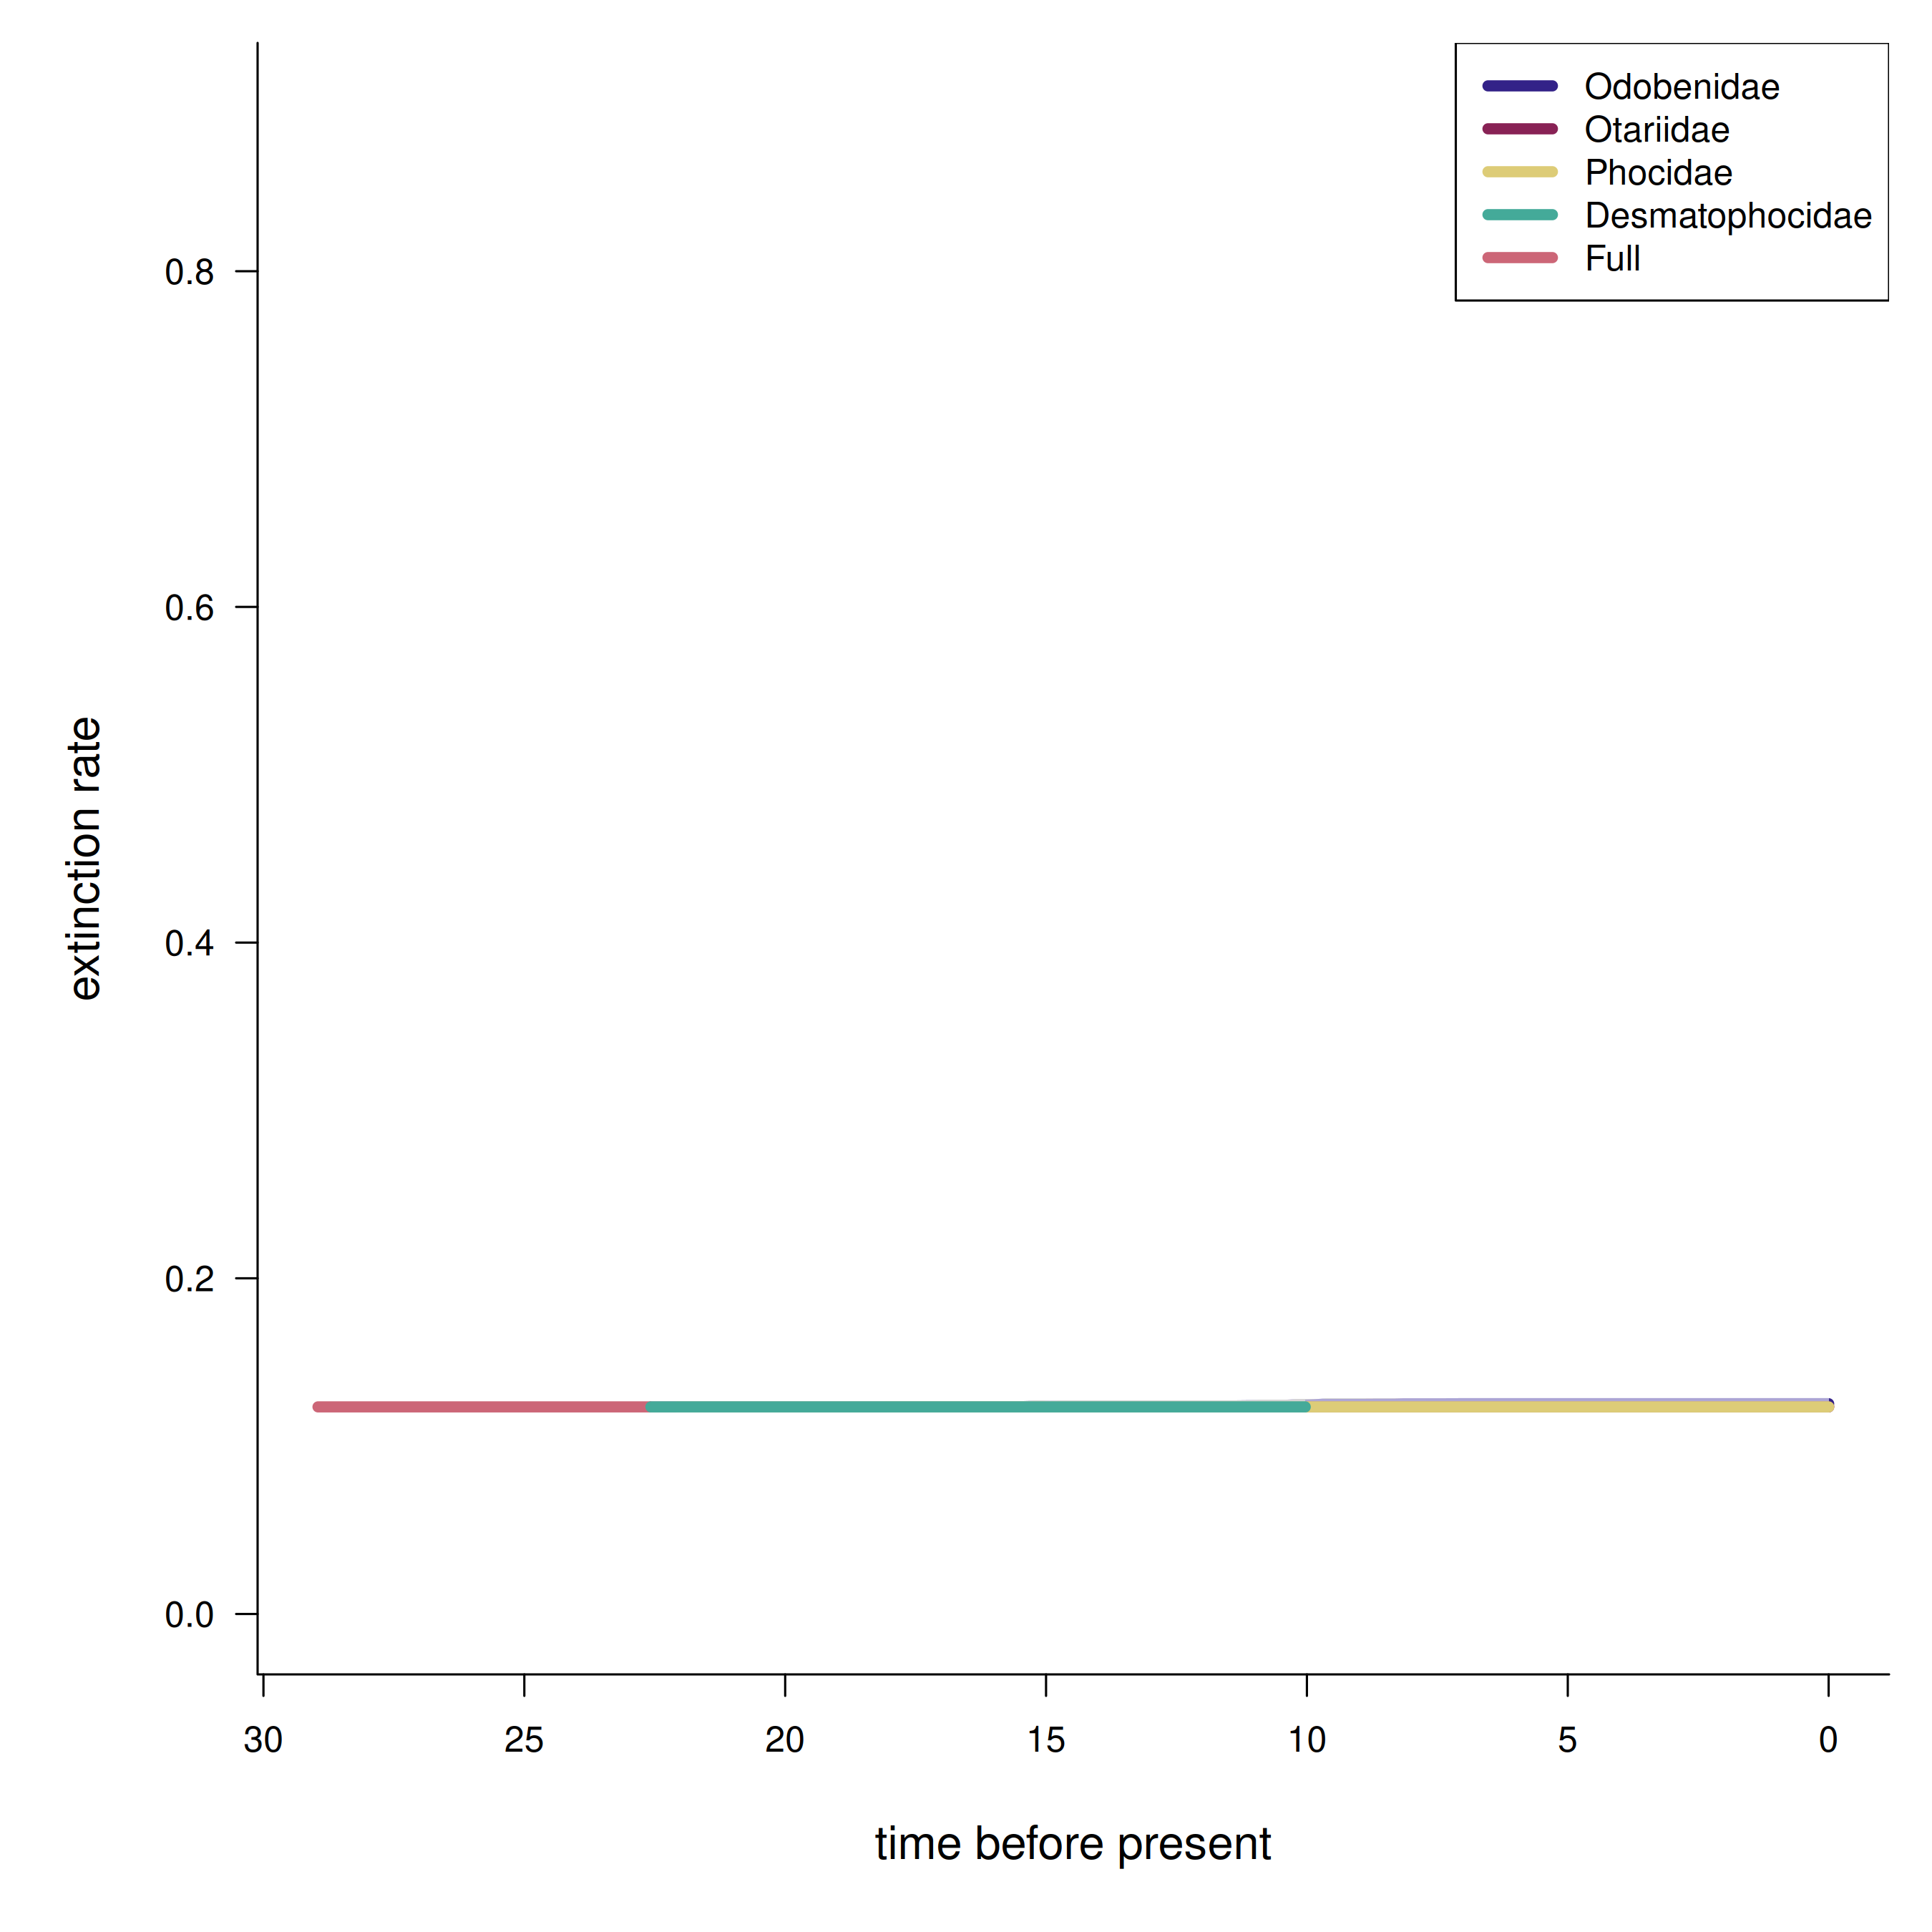 Odobenidae
Otariidae
Phocidae
Desmatophocidae
Full
extinction rate
0.8
0.6
0.4
0.2
0.0
30 25 20 15 10 5 0
time before present